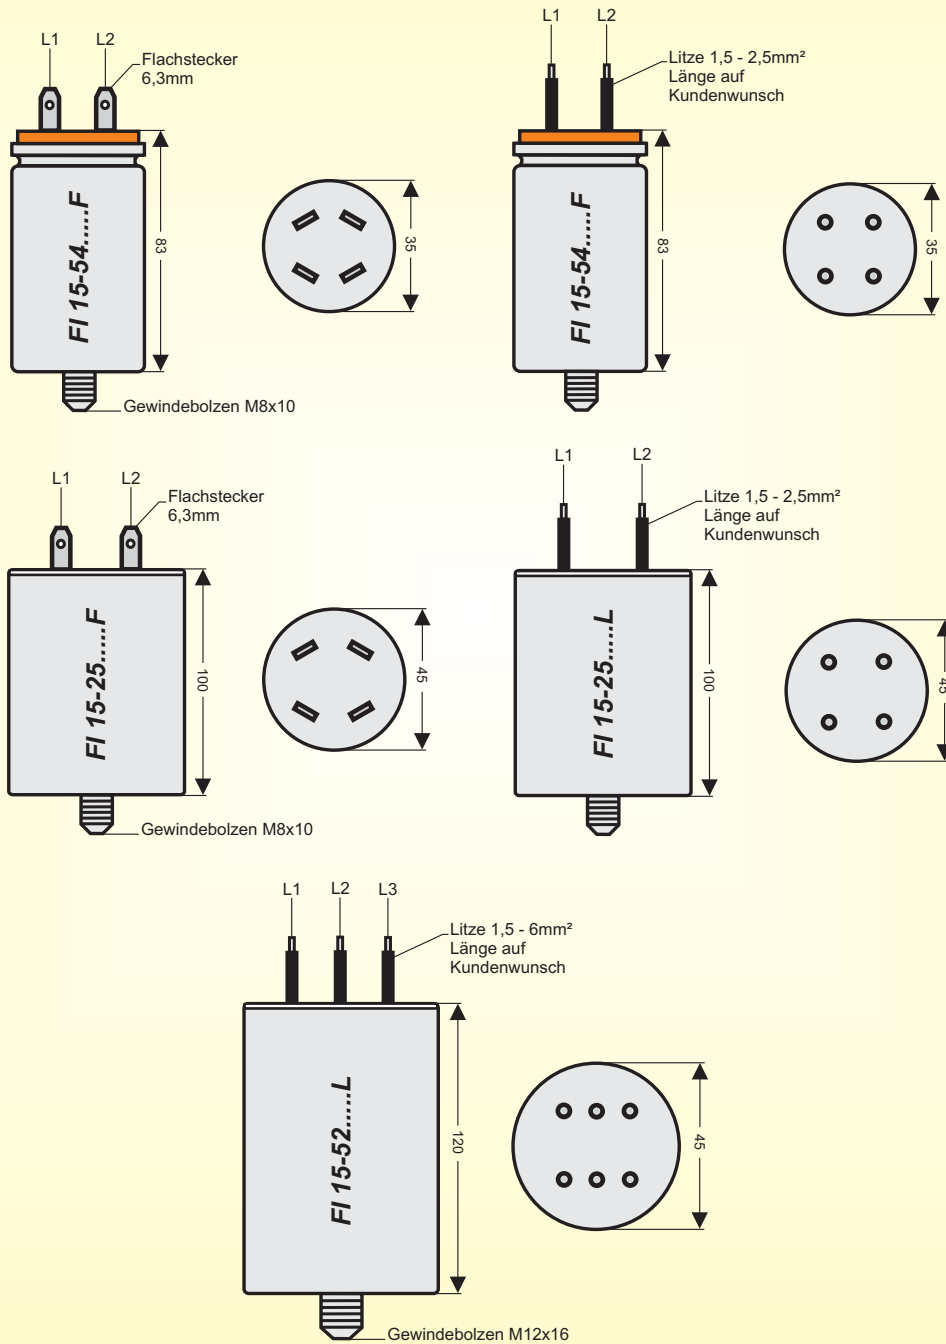 L1 L2
Flachstecker
6,3mm
FI 15-54.....F
83
35
Gewindebolzen M8x10
L1 L2
Litze 1,5 - 2,5mm²
Länge auf
Kundenwunsch
FI 15-54.....F
83
35
L1 L2
Flachstecker
6,3mm
FI 15-25.....F
100
45
Gewindebolzen M8x10
L1 L2
Litze 1,5 - 2,5mm²
Länge auf
Kundenwunsch
FI 15-25.....L
100
45
L1 L2 L3
Litze 1,5 - 6mm²
Länge auf
Kundenwunsch
FI 15-52.....L
120
45
Gewindebolzen M12x16